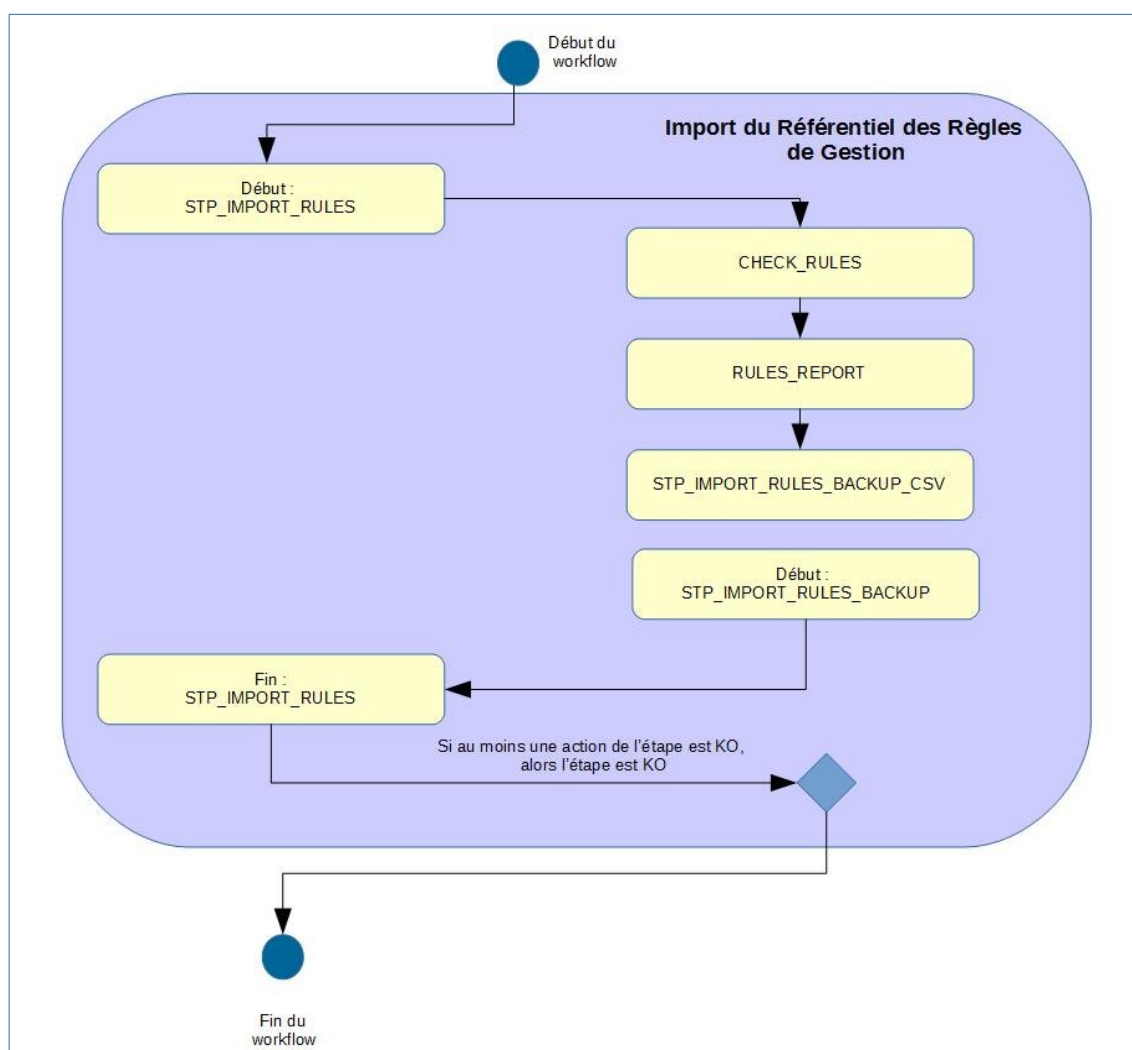 Début du
workflow
Import du Référentiel des Règles
de Gestion
Début :
STP_IMPORT_RULES
CHECK_RULES
RULES_REPORT
STP_IMPORT_RULES_BACKUP_CSV
Début :
STP_IMPORT_RULES_BACKUP
Fin :
STP_IMPORT_RULES
Si au moins une action de l'étape est KO,
alors l'étape est KO
Fin du
workflow